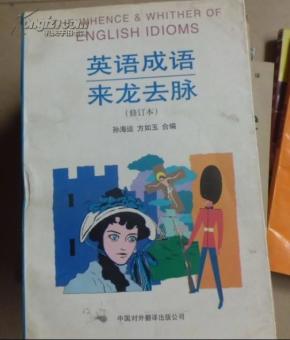 WHENCE & WHITHER OF
ENGLISH IDIOMS
英语成语
来龙去脉
(修订本)
孙海运 方如玉 合编
中国对外翻译出版公司